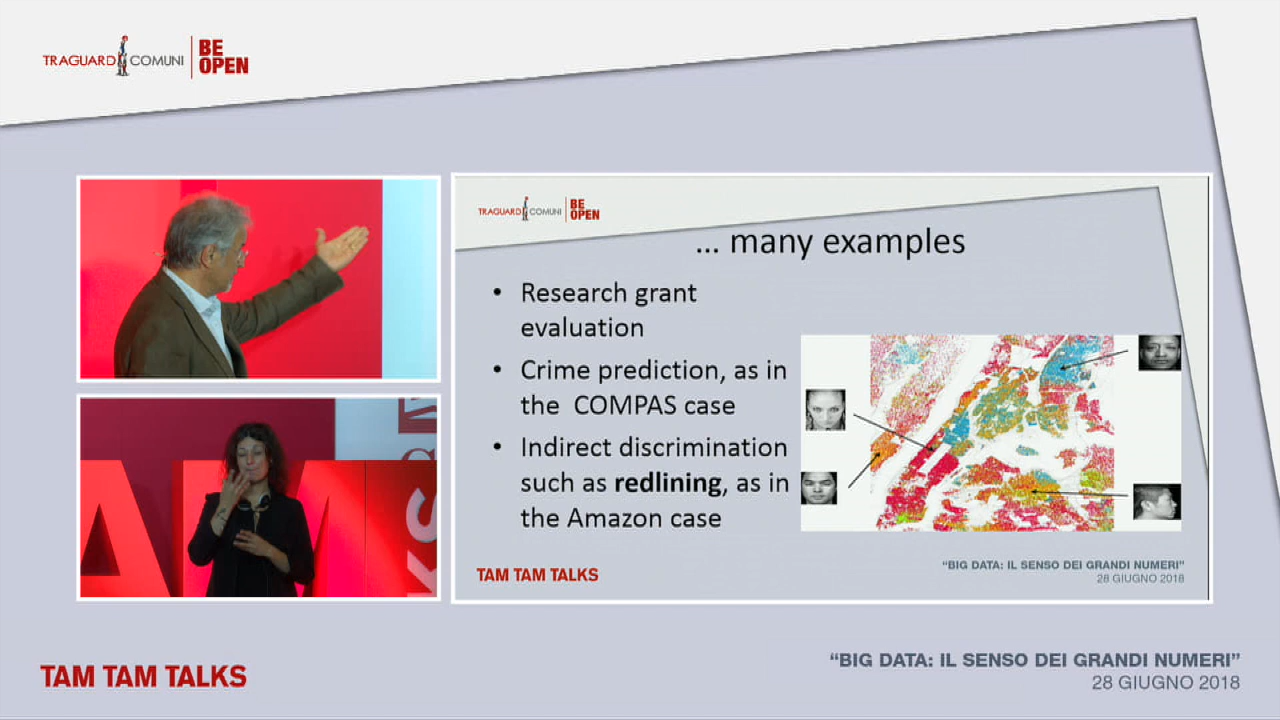 TRAGUARDI COMUNI BE OPEN
TRAGUARDI COMUNI BE OPEN
... many examples
• Research grant
evaluation
• Crime prediction, as in
the COMPAS case
• Indirect discrimination
such as redlining, as in
the Amazon case
TAM TAM TALKS
“BIG DATA: IL SENSO DEI GRANDI NUMERI”
28 GIUGNO 2018
AM
KS
TAM TAM TALKS
“BIG DATA: IL SENSO DEI GRANDI NUMERI”
28 GIUGNO 2018